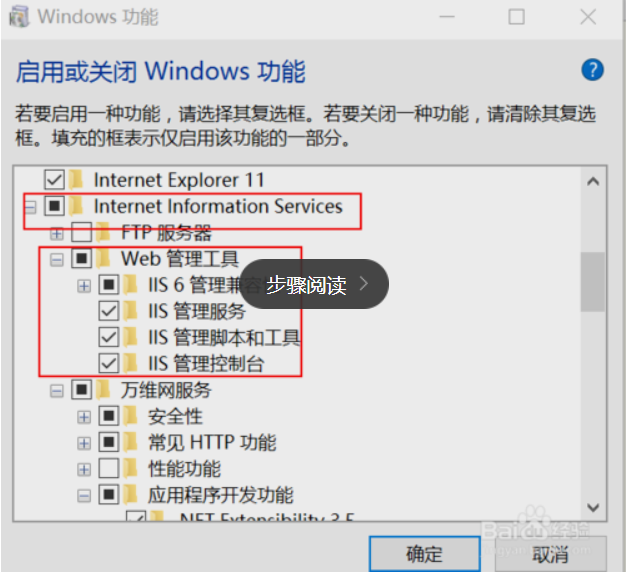 Windows 功能
启用或关闭 Windows 功能
若要启用一种功能，请选择其复选框。若要关闭一种功能，请清除其复选
框。填充的框表示仅启用该功能的一部分。
Internet Explorer 11
Internet Information Services
FTP 服务器
Web 管理工具
IIS 6 管理兼容
步骤阅读
IIS 管理服务
IIS 管理脚本和工具
IIS 管理控制台
万维网服务
安全性
常见 HTTP 功能
性能功能
应用程序开发功能
.NET Extensibility 3.5
确定
取消
Baidu 经验
jingyan.baidu.com